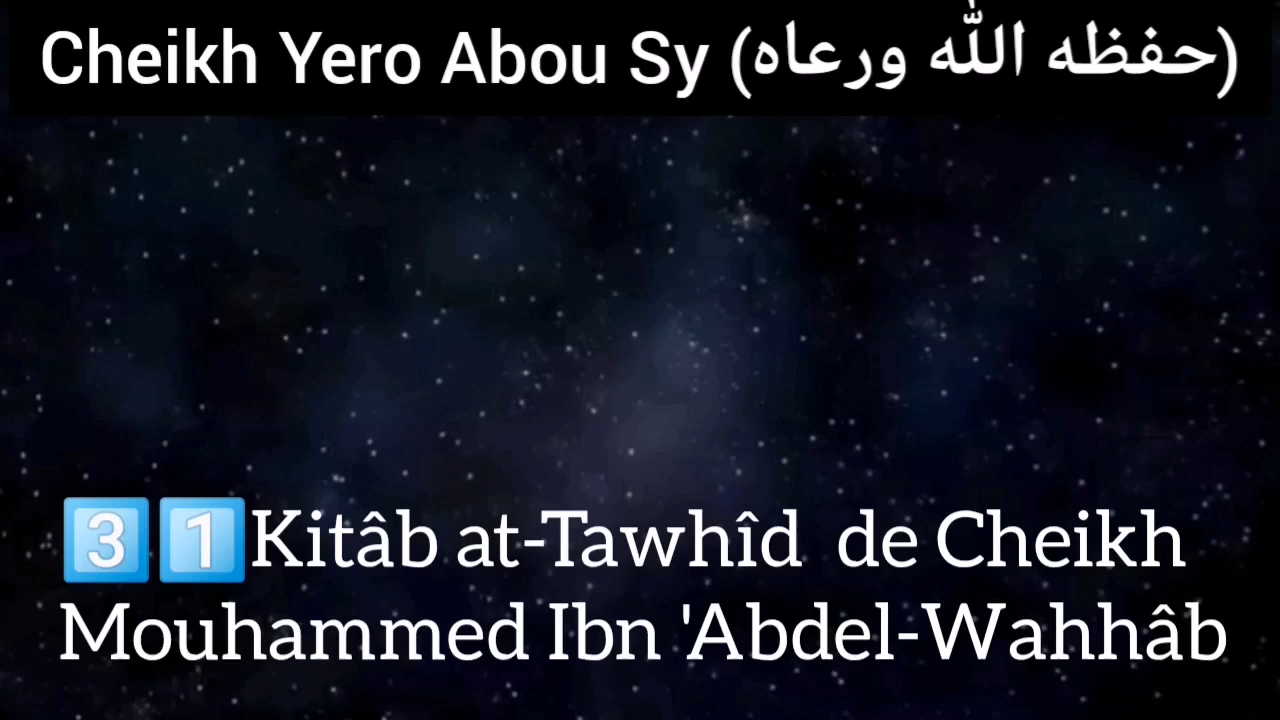 Cheikh Yero Abou Sy (حفظه الله ورعاه)
3️⃣1️⃣Kitâb at-Tawhîd de Cheikh
Mouhammed Ibn 'Abdel-Wahhâb